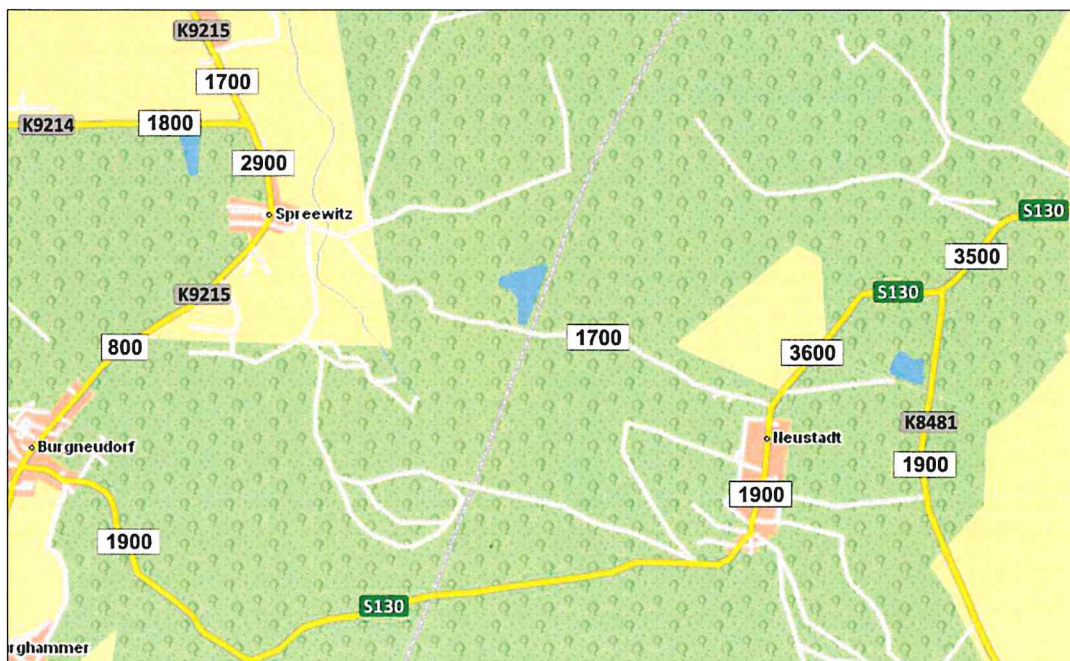 K9215
1700
K9214
1800
2900
Spreewitz
S130
3500
K9215
S130
800
1700
3600
K8481
Burgneudorf
Neustadt
1900
1900
1900
S130
rghammer